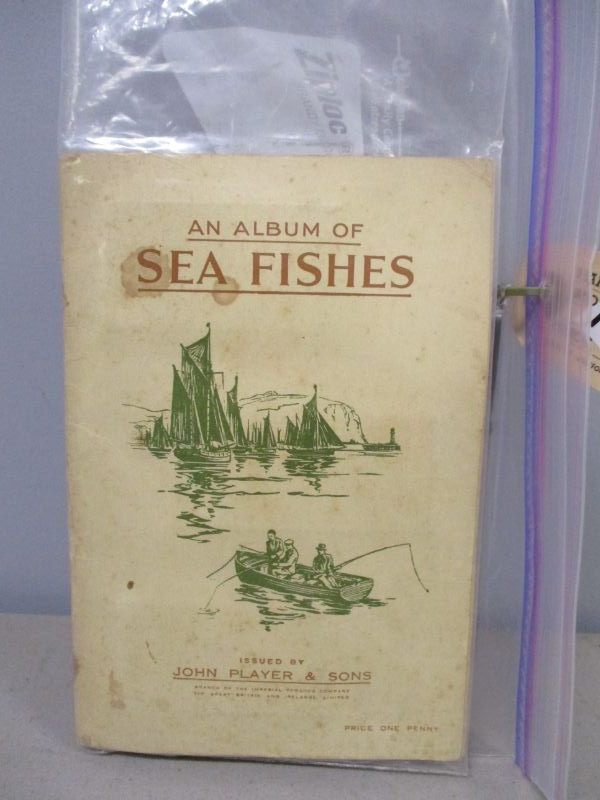 Ziploc
AN ALBUM OF
SEA FISHES
ISSUED BY
JOHN PLAYER & SONS
BRANCH OF THE IMPERIAL TOBACCO COMPANY
(OF GREAT BRITAIN AND IRELAND), LIMITED
PRICE ONE PENNY